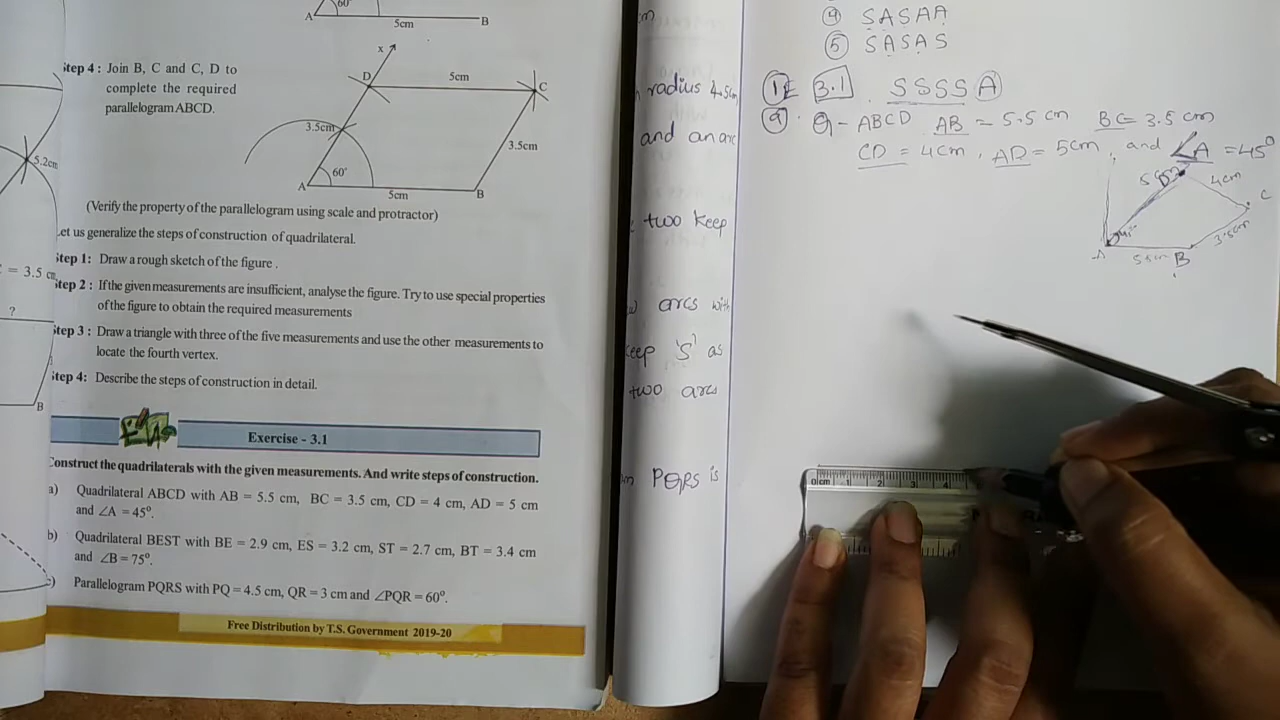 60°
A
B
5cm
Step 4 : Join B, C and C, D to
complete the required
parallelogram ABCD.
x
D
5cm
C
3.5cm
3.5cm
60°
A
B
5cm
5.2cm
(Verify the property of the parallelogram using scale and protractor)
Let us generalize the steps of construction of quadrilateral.
= 3.5 cm
Step 1: Draw a rough sketch of the figure .
Step 2 : If the given measurements are insufficient, analyse the figure. Try to use special properties
of the figure to obtain the required measurements
?
Step 3 : Draw a triangle with three of the five measurements and use the other measurements to
locate the fourth vertex.
Step 4: Describe the steps of construction in detail.
B
Exercise - 3.1
Construct the quadrilaterals with the given measurements. And write steps of construction.
a) Quadrilateral ABCD with AB = 5.5 cm, BC = 3.5 cm, CD = 4 cm, AD = 5 cm
and ∠A = 45°.
b) Quadrilateral BEST with BE = 2.9 cm, ES = 3.2 cm, ST = 2.7 cm, BT = 3.4 cm
and ∠B = 75°.
c) Parallelogram PQRS with PQ = 4.5 cm, QR = 3 cm and ∠PQR = 60°.
Free Distribution by T.S. Government 2019-20
radius 4.5cm
and an arc
two keep
arcs with
keep 'S' as
two arcs
PQRS is
④ SASAA
⑤ SASAS
3.1 SSSSA
Q - ABCD AB = 5.5 cm BC = 3.5 cm
CD = 4cm, AD = 5cm, and ∠A = 45°
5cm
D
4cm
C
45°
3.5cm
A
5.5cm
B
0 cm 1 2 3 4